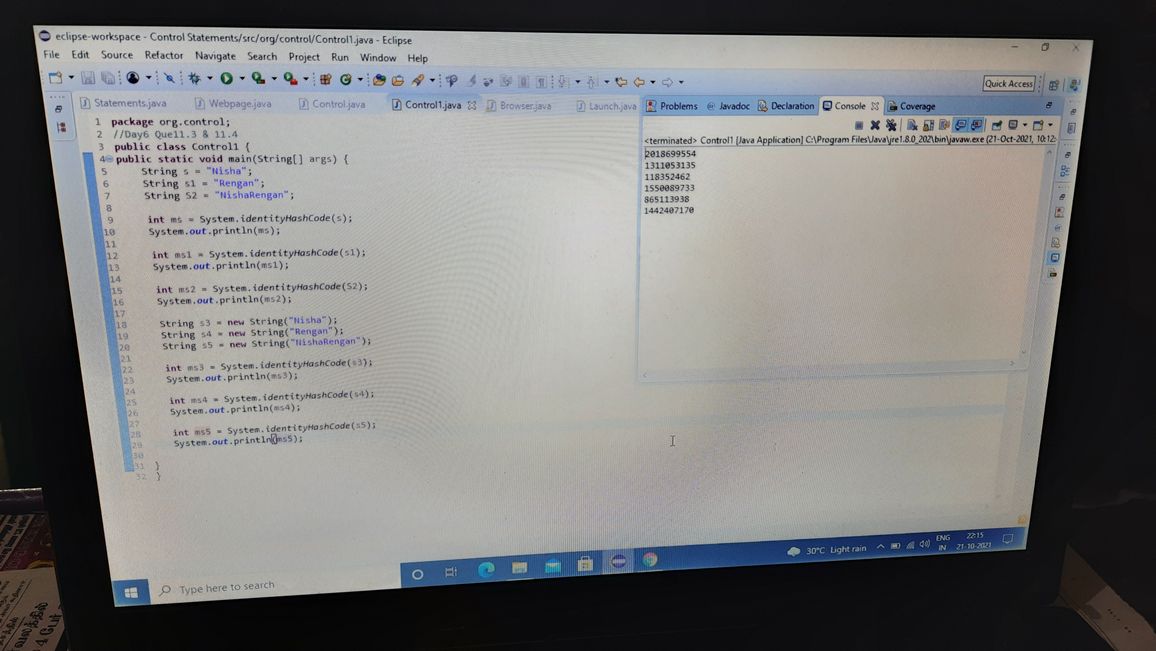 eclipse-workspace - Control Statements/src/org/control/Control1.java - Eclipse
File Edit Source Refactor Navigate Search Project Run Window Help
Quick Access
Statements.java Webpage.java Control.java Control1.java Browser.java Launch.java
1 package org.control;
2 //Day6 Que11.3 & 11.4
3 public class Control1 {
4 public static void main(String[] args) {
5 String s = "Nisha";
6 String s1 = "Rengan";
7 String S2 = "NishaRengan";
8
9 int ms = System.identityHashCode(s);
10 System.out.println(ms);
11
12 int ms1 = System.identityHashCode(s1);
13 System.out.println(ms1);
14
15 int ms2 = System.identityHashCode(S2);
16 System.out.println(ms2);
17
18 String s3 = new String("Nisha");
19 String s4 = new String("Rengan");
20 String s5 = new String("NishaRengan");
21
22 int ms3 = System.identityHashCode(s3);
23 System.out.println(ms3);
24
25 int ms4 = System.identityHashCode(s4);
26 System.out.println(ms4);
27
28 int ms5 = System.identityHashCode(s5);
29 System.out.println(ms5);
30
31 }
32 }
Problems Javadoc Declaration Console Coverage
<terminated> Control1 [Java Application] C:\Program Files\Java\jre1.8.0_202\bin\javaw.exe (21-Oct-2021, 10:12:
2018699554
1311053135
118352462
1550089733
865113938
1442407170
Type here to search
30°C Light rain
ENG
IN
22:15
21-10-2021